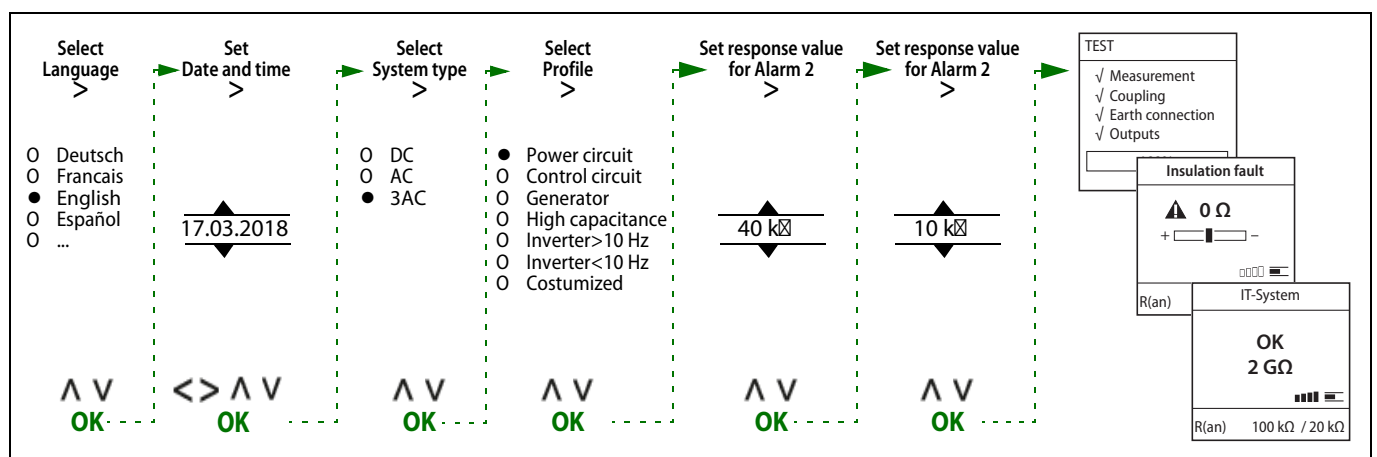 Select
Language
>
O Deutsch
O Francais
● English
O Español
O ...
∧ ∨
OK
Set
Date and time
>
17.03.2018
< > ∧ ∨
OK
Select
System type
>
O DC
O AC
● 3AC
∧ ∨
OK
Select
Profile
>
● Power circuit
O Control circuit
O Generator
O High capacitance
O Inverter>10 Hz
O Inverter<10 Hz
O Costumized
∧ ∨
OK
Set response value
for Alarm 2
>
40 k☒
∧ ∨
OK
Set response value
for Alarm 2
>
10 k☒
∧ ∨
OK
TEST
√ Measurement
√ Coupling
√ Earth connection
√ Outputs
Insulation fault
0 Ω
+ −
R(an)
IT-System
OK
2 GΩ
R(an) 100 kΩ / 20 kΩ